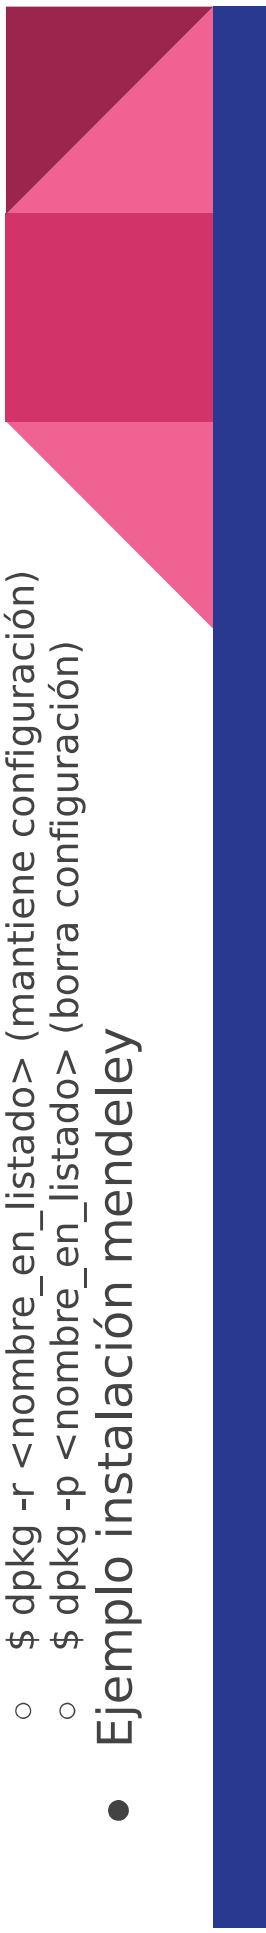 ○ $ dpkg -r <nombre_en_listado> (mantiene configuración)
○ $ dpkg -p <nombre_en_listado> (borra configuración)
● Ejemplo instalación mendeley